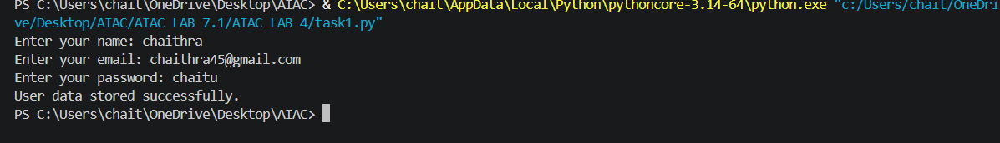 PS C:\Users\chait\OneDrive\Desktop\AIAC> & C:\Users\chait\AppData\Local\Python\pythoncore-3.14-64\python.exe "c:/Users/chait/OneDri
ve/Desktop/AIAC/AIAC LAB 7.1/AIAC LAB 4/task1.py"
Enter your name: chaithra
Enter your email: chaithra45@gmail.com
Enter your password: chaitu
User data stored successfully.
PS C:\Users\chait\OneDrive\Desktop\AIAC>